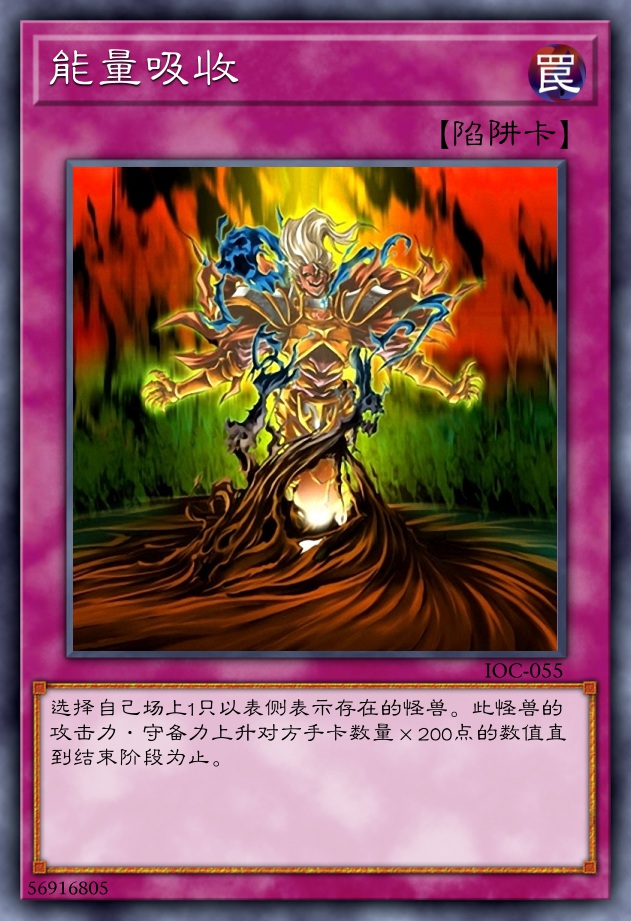 能量吸收
罠
【陷阱卡】
IOC-055
选择自己场上1只以表侧表示存在的怪兽。此怪兽的
攻击力·守备力上升对方手卡数量×200点的数值直
到结束阶段为止。
56916805